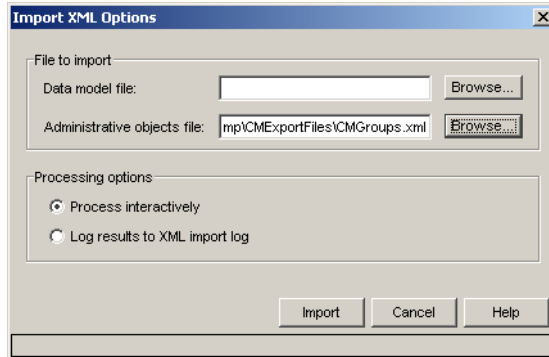 Import XML Options
File to import
Data model file: Browse...
Administrative objects file: mp\CMExportFiles\CMGroups.xml Browse...
Processing options
Process interactively
Log results to XML import log
Import Cancel Help